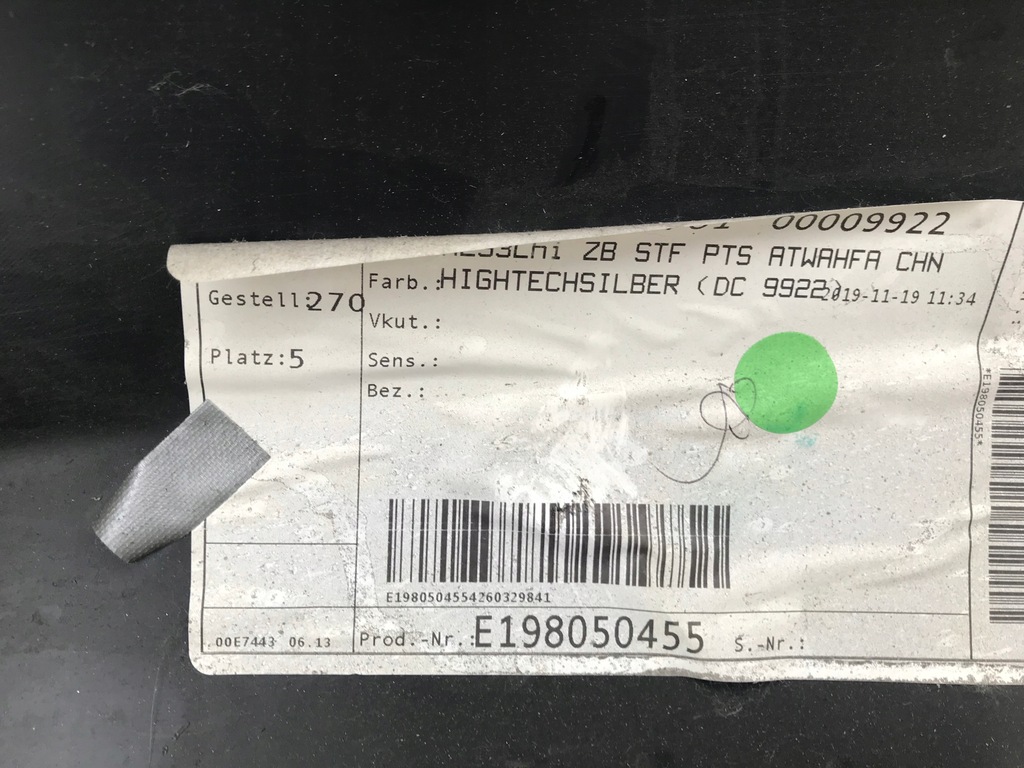 00009922
ZB STF PTS ATWAHFA CHN
Farb.:HIGHTECHSILBER (DC 9922)
2019-11-19 11:34
Gestell:270
Vkut.:
Platz:5
Sens.:
Bez.:
*E198050455*
E1980504554260329841
.00E7443 06.13
Prod.-Nr.:E198050455
S.-Nr.: